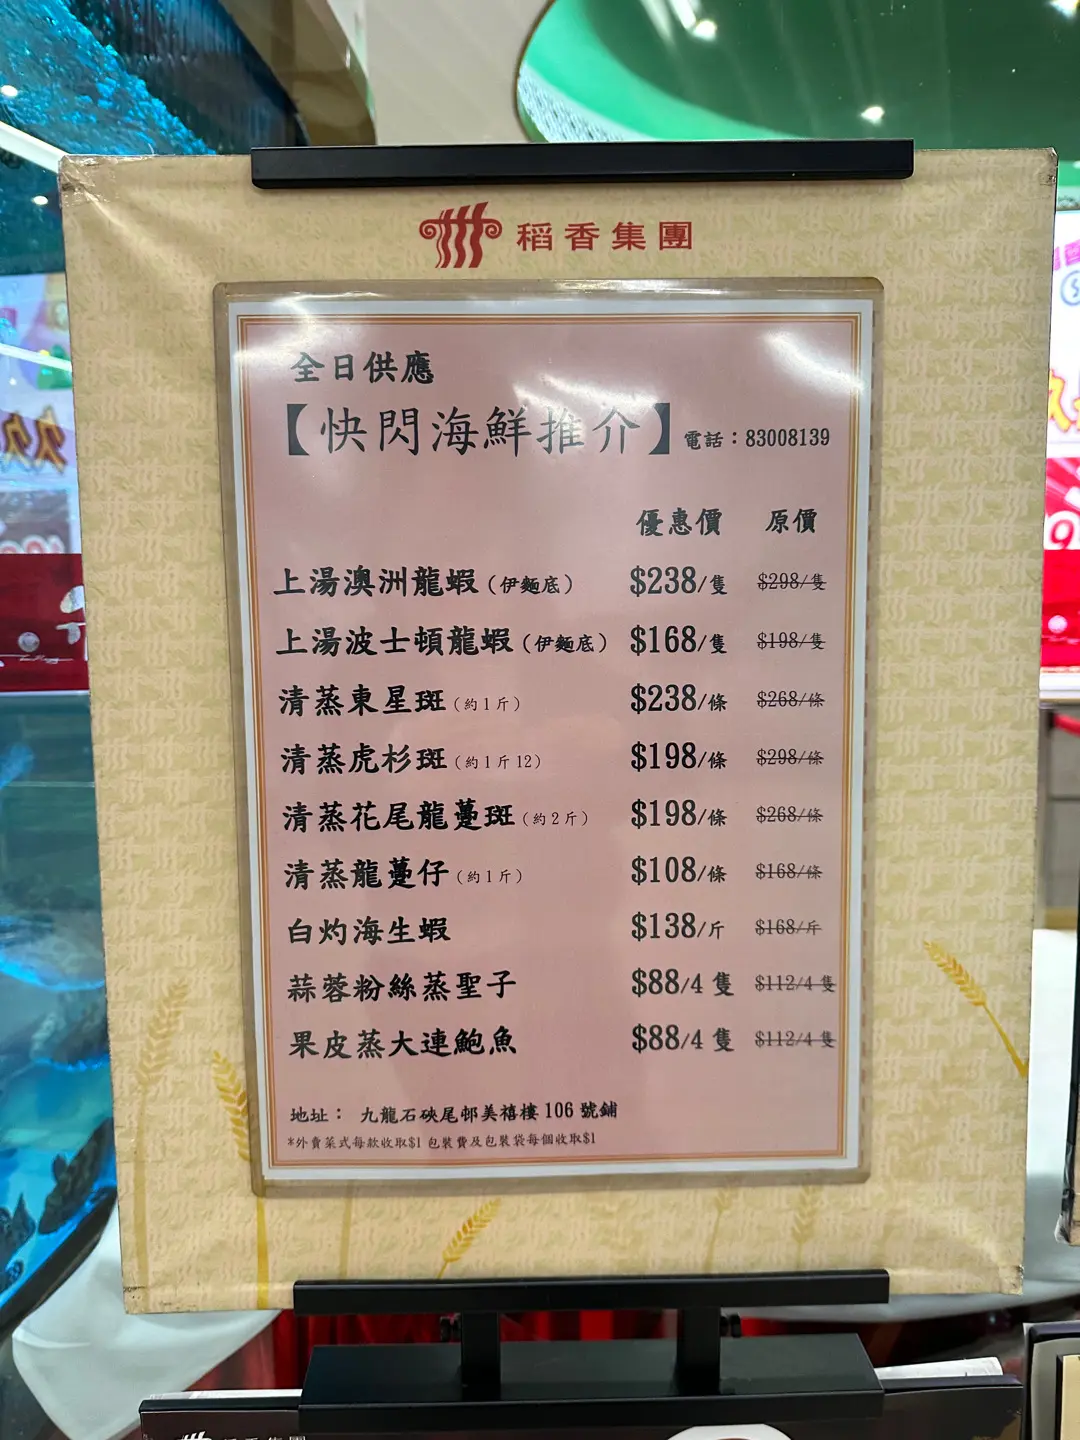 稻香集團
全日供應
【快閃海鮮推介】電話：83008139
優惠價 原價
上湯澳洲龍蝦（伊麵底） $238/隻 $298/隻
上湯波士頓龍蝦（伊麵底） $168/隻 $198/隻
清蒸東星斑（約1斤） $238/條 $268/條
清蒸虎杉斑（約1斤12） $198/條 $298/條
清蒸花尾龍躉斑（約2斤） $198/條 $268/條
清蒸龍躉仔（約1斤） $108/條 $168/條
白灼海生蝦 $138/斤 $168/斤
蒜蓉粉絲蒸聖子 $88/4 隻 $112/4 隻
果皮蒸大連鮑魚 $88/4 隻 $112/4 隻
地址： 九龍石硤尾邨美禧樓 106 號鋪
*外賣菜式每款收取$1 包裝費及包裝袋每個收取$1
稻香集團